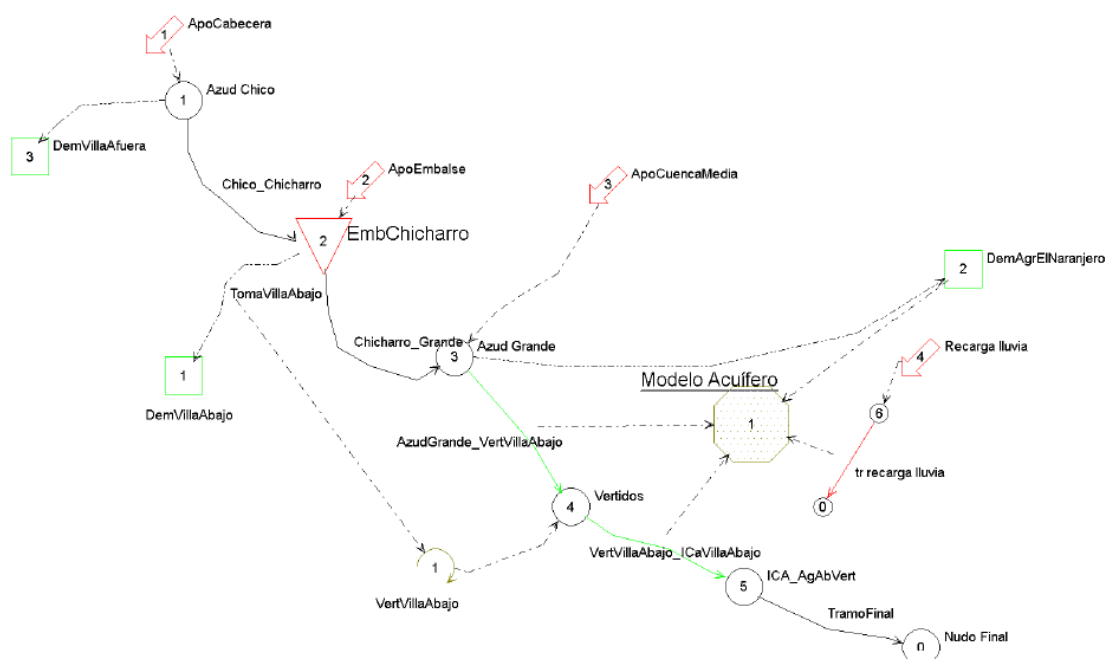 ApoCabecera
1
Azud Chico
1
DemVillaAfuera
3
ApoEmbalse
2
ApoCuencaMedia
3
Chico_Chicharro
EmbChicharro
2
DemAgrElNaranjero
2
TomaVillaAbajo
Chicharro_Grande
Azud Grande
3
Recarga lluvia
4
Modelo Acuífero
1
6
1
DemVillaAbajo
AzudGrande_VertVillaAbajo
tr recarga lluvia
0
Vertidos
4
VertVillaAbajo_ICaVillaAbajo
1
VertVillaAbajo
ICA_AgAbVert
5
TramoFinal
Nudo Final
0